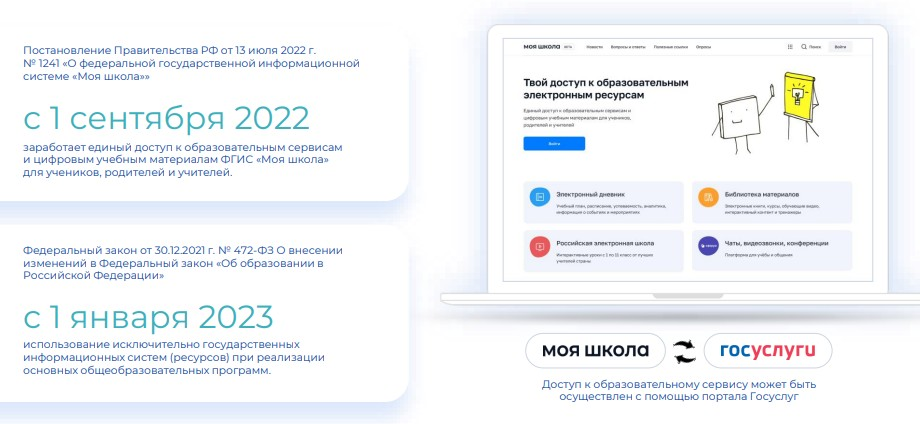 Постановление Правительства РФ от 13 июля 2022 г.
№ 1241 «О федеральной государственной информационной
системе «Моя школа»»
с 1 сентября 2022
заработает единый доступ к образовательным сервисам
и цифровым учебным материалам ФГИС «Моя школа»
для учеников, родителей и учителей.
Федеральный закон от 30.12.2021 г. № 472-ФЗ О внесении
изменений в Федеральный закон «Об образовании в
Российской Федерации»
с 1 января 2023
использование исключительно государственных
информационных систем (ресурсов) при реализации
основных общеобразовательных программ.
МОЯ ШКОЛА Новости Вопросы и ответы Полезные ссылки Опросы Поиск Войти
Твой доступ к образовательным
электронным ресурсам
Единый доступ к образовательным сервисам и
цифровым учебным материалам для учеников,
родителей и учителей
Войти
Электронный дневник
Учебный план, расписание, успеваемость, аналитика,
информация о событиях и мероприятиях
Библиотека материалов
Электронные книги, курсы, обучающие видео,
интерактивный контент и тренажеры
Российская электронная школа
Интерактивные уроки с 1 по 11 класс от лучших
учителей страны
Чаты, видеозвонки, конференции
Платформа для учёбы и общения
МОЯ ШКОЛА
госуслуги
Доступ к образовательному сервису может быть
осуществлен с помощью портала Госуслуг